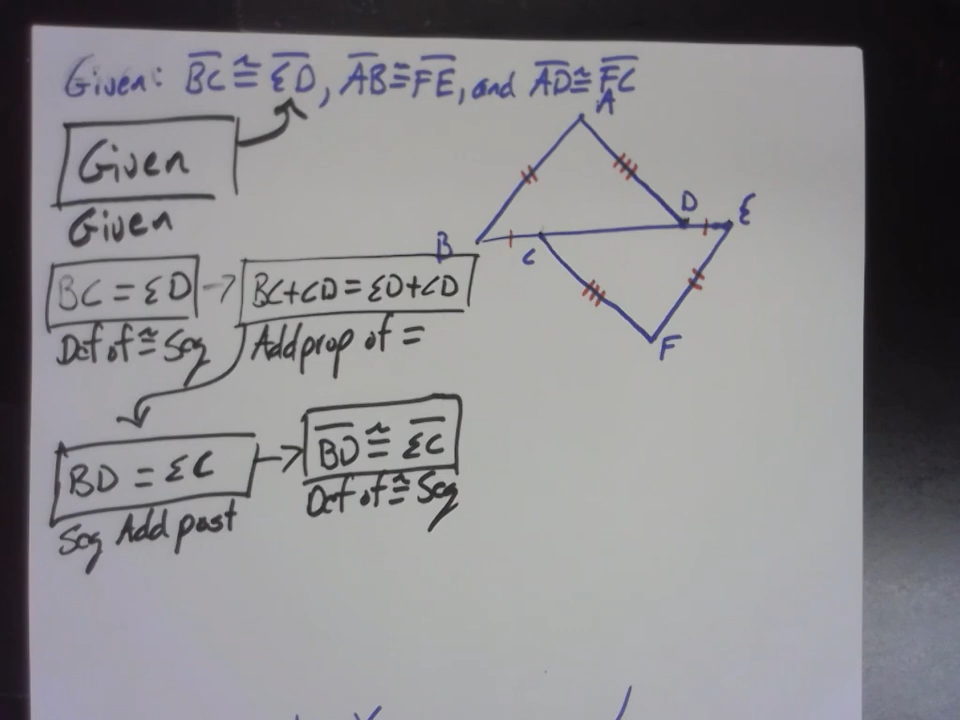 Given: BC ≅ ED, AB ≅ FE, and AD ≅ FC
Given
Given
A
B
C
D
E
F
BC = ED → BC+CD = ED+CD
Def of ≅ Seg
Add prop of =
BD = EC → BD ≅ EC
Seg Add post
Def of ≅ Seg